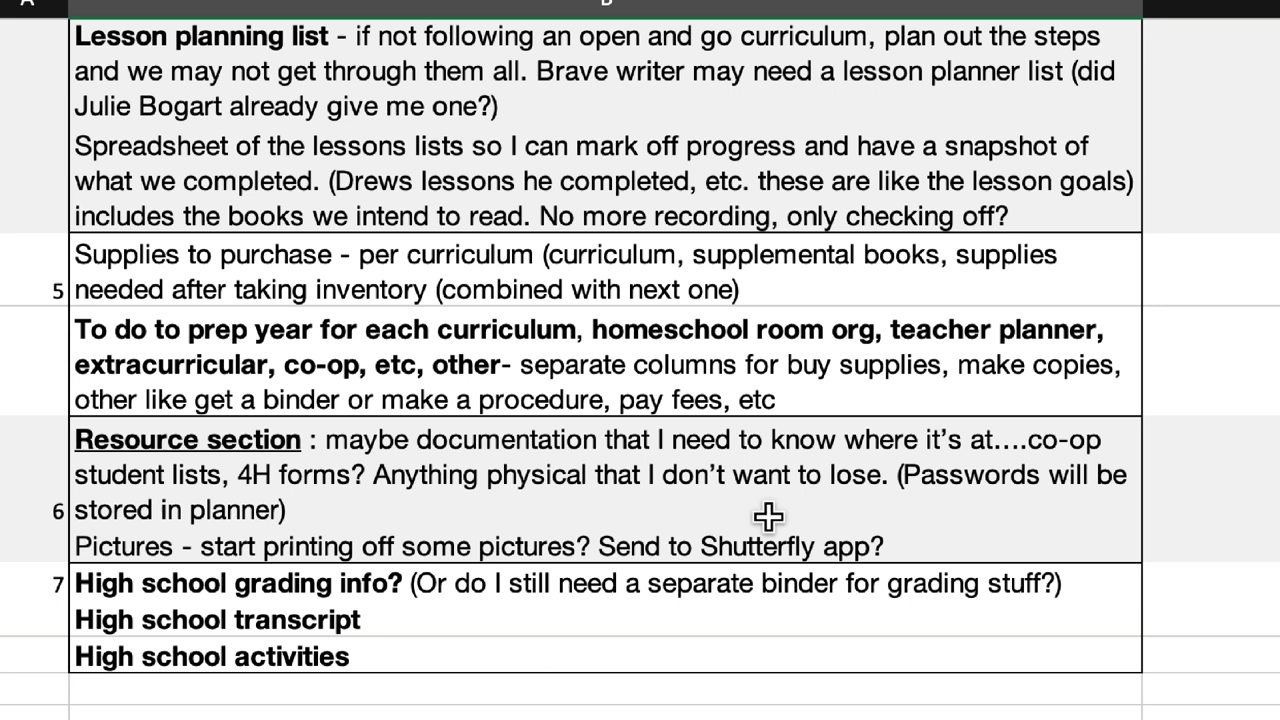 Lesson planning list - if not following an open and go curriculum, plan out the steps
and we may not get through them all. Brave writer may need a lesson planner list (did
Julie Bogart already give me one?)
Spreadsheet of the lessons lists so I can mark off progress and have a snapshot of
what we completed. (Drews lessons he completed, etc. these are like the lesson goals)
includes the books we intend to read. No more recording, only checking off?
Supplies to purchase - per curriculum (curriculum, supplemental books, supplies
5 needed after taking inventory (combined with next one)
To do to prep year for each curriculum, homeschool room org, teacher planner,
extracurricular, co-op, etc, other- separate columns for buy supplies, make copies,
other like get a binder or make a procedure, pay fees, etc
Resource section : maybe documentation that I need to know where it’s at….co-op
student lists, 4H forms? Anything physical that I don’t want to lose. (Passwords will be
6 stored in planner)
Pictures - start printing off some pictures? Send to Shutterfly app?
7 High school grading info? (Or do I still need a separate binder for grading stuff?)
High school transcript
High school activities